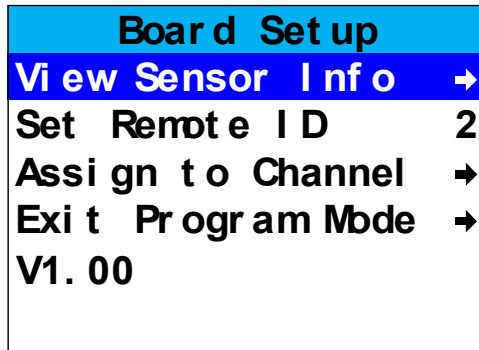 Board Setup
View Sensor Info →
Set Remote ID 2
Assign to Channel →
Exit Program Mode →
V1.00